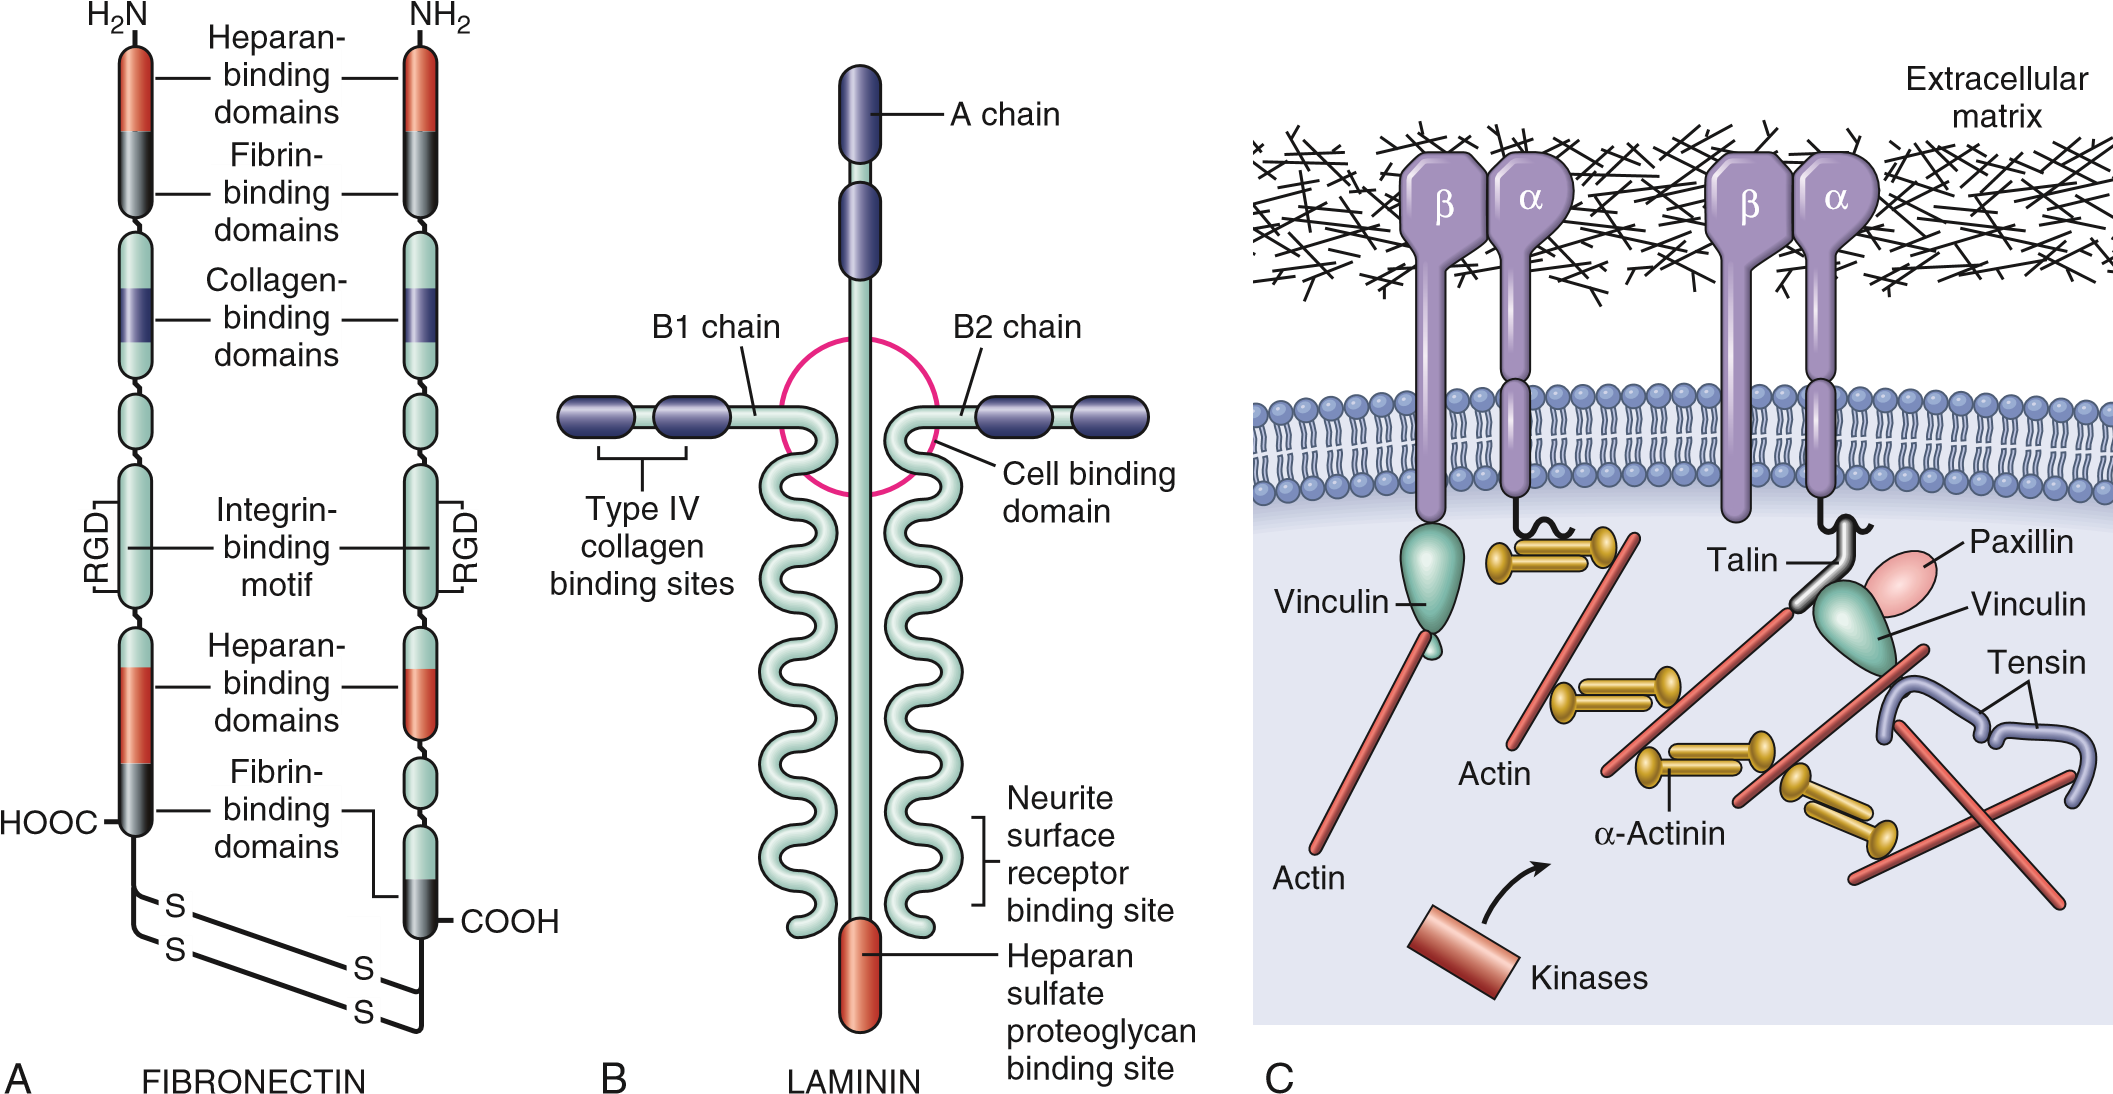 H2N
NH2
Heparan-
binding
domains
Fibrin-
binding
domains
Collagen-
binding
domains
RGD
Integrin-
binding
motif
RGD
Heparan-
binding
domains
Fibrin-
binding
domains
HOOC
COOH
S
S
S
S
A
FIBRONECTIN
A chain
B1 chain
B2 chain
Cell binding
domain
Type IV
collagen
binding sites
Neurite
surface
receptor
binding site
Heparan
sulfate
proteoglycan
binding site
B
LAMININ
Extracellular
matrix
β
α
β
α
Talin
Paxillin
Vinculin
Vinculin
Tensin
Actin
α-Actinin
Actin
Kinases
C